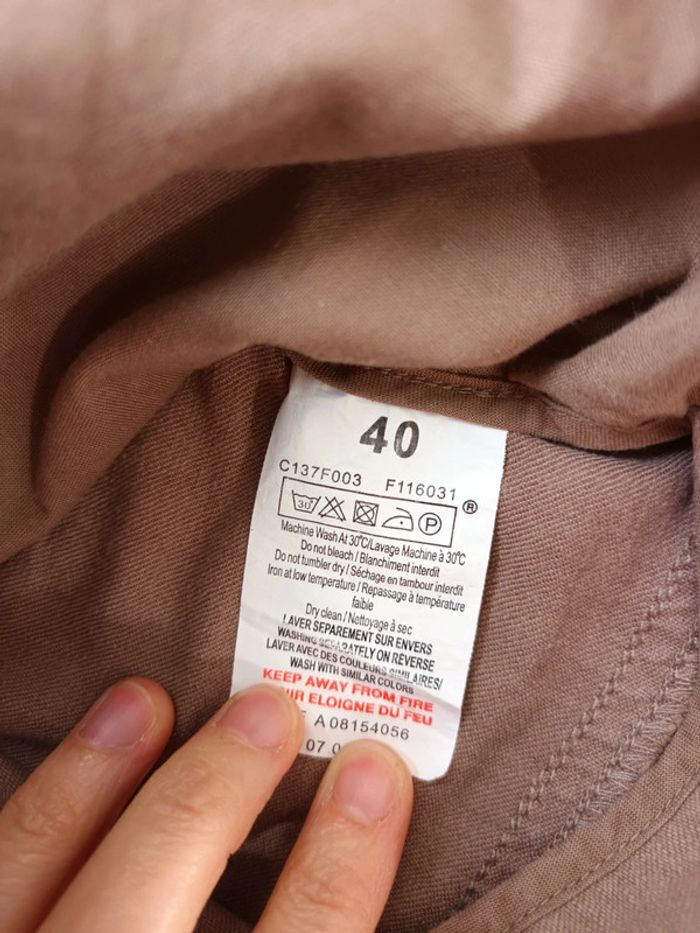 40
C137F003 F116031 ®
30 P
Machine Wash At 30°C/Lavage Machine à 30°C
Do not bleach / Blanchiment interdit
Do not tumbler dry / Séchage en tambour interdit
Iron at low temperature / Repassage à température
faible
Dry clean / Nettoyage à sec
LAVER SEPAREMENT SUR ENVERS
WASHING SEPARATELY ON REVERSE
LAVER AVEC DES COULEURS SIMILAIRES/
WASH WITH SIMILAR COLORS
KEEP AWAY FROM FIRE
ELOIGNE DU FEU
A 08154056
07